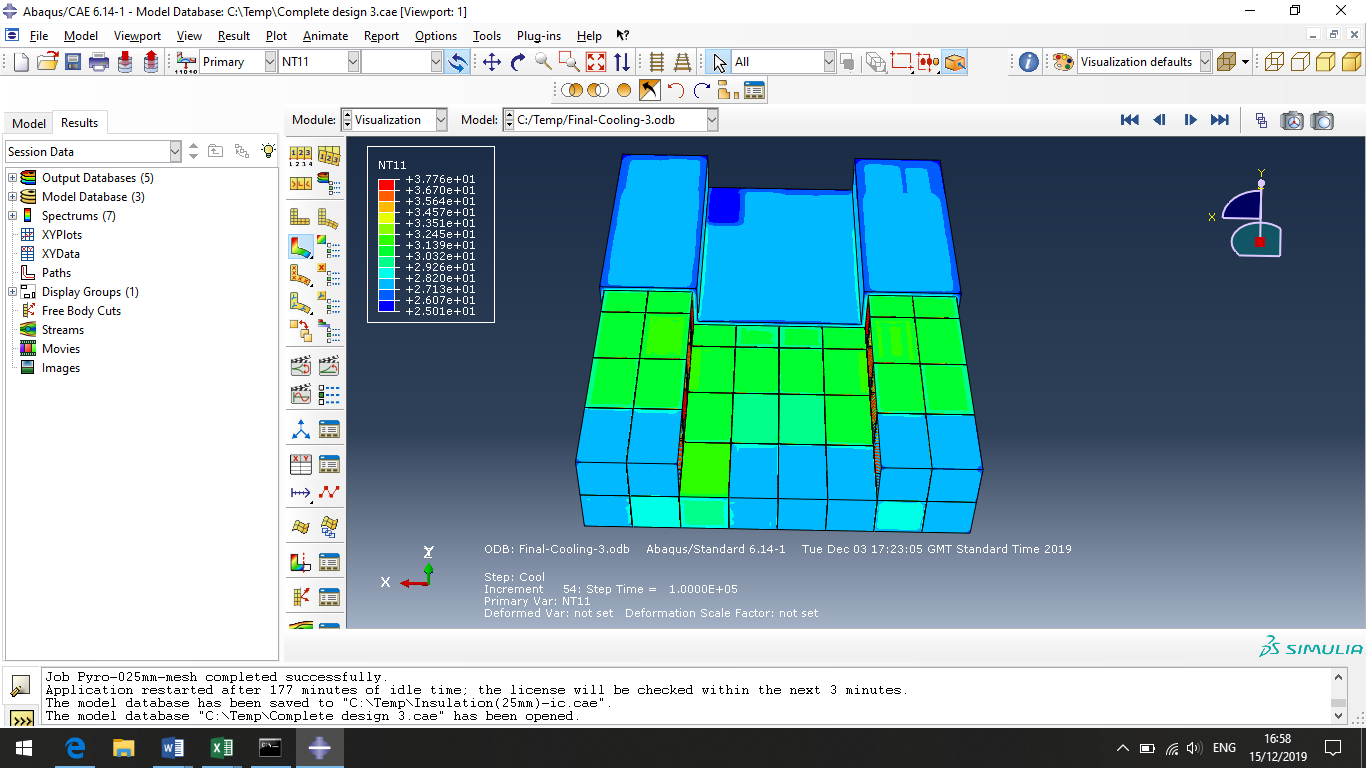 Abaqus/CAE 6.14-1 - Model Database: C:\Temp\Complete design 3.cae [Viewport: 1]
File Model Viewport View Result Plot Animate Report Options Tools Plug-ins Help
Primary NT11 All Visualization defaults
Model Results
Module: Visualization Model: C:/Temp/Final-Cooling-3.odb
Session Data
Output Databases (5)
Model Database (3)
Spectrums (7)
XYPlots
XYData
Paths
Display Groups (1)
Free Body Cuts
Streams
Movies
Images
NT11
+3.776e+01
+3.670e+01
+3.564e+01
+3.457e+01
+3.351e+01
+3.245e+01
+3.139e+01
+3.032e+01
+2.926e+01
+2.820e+01
+2.713e+01
+2.607e+01
+2.501e+01
Y
X
Y
X
ODB: Final-Cooling-3.odb Abaqus/Standard 6.14-1 Tue Dec 03 17:23:05 GMT Standard Time 2019
Step: Cool
Increment 54: Step Time = 1.0000E+05
Primary Var: NT11
Deformed Var: not set Deformation Scale Factor: not set
SIMULIA
Job Pyro-025mm-mesh completed successfully.
Application restarted after 177 minutes of idle time; the license will be checked within the next 3 minutes.
The model database has been saved to "C:\Temp\Insulation(25mm)-ic.cae".
The model database "C:\Temp\Complete design 3.cae" has been opened.
ENG
16:58
15/12/2019